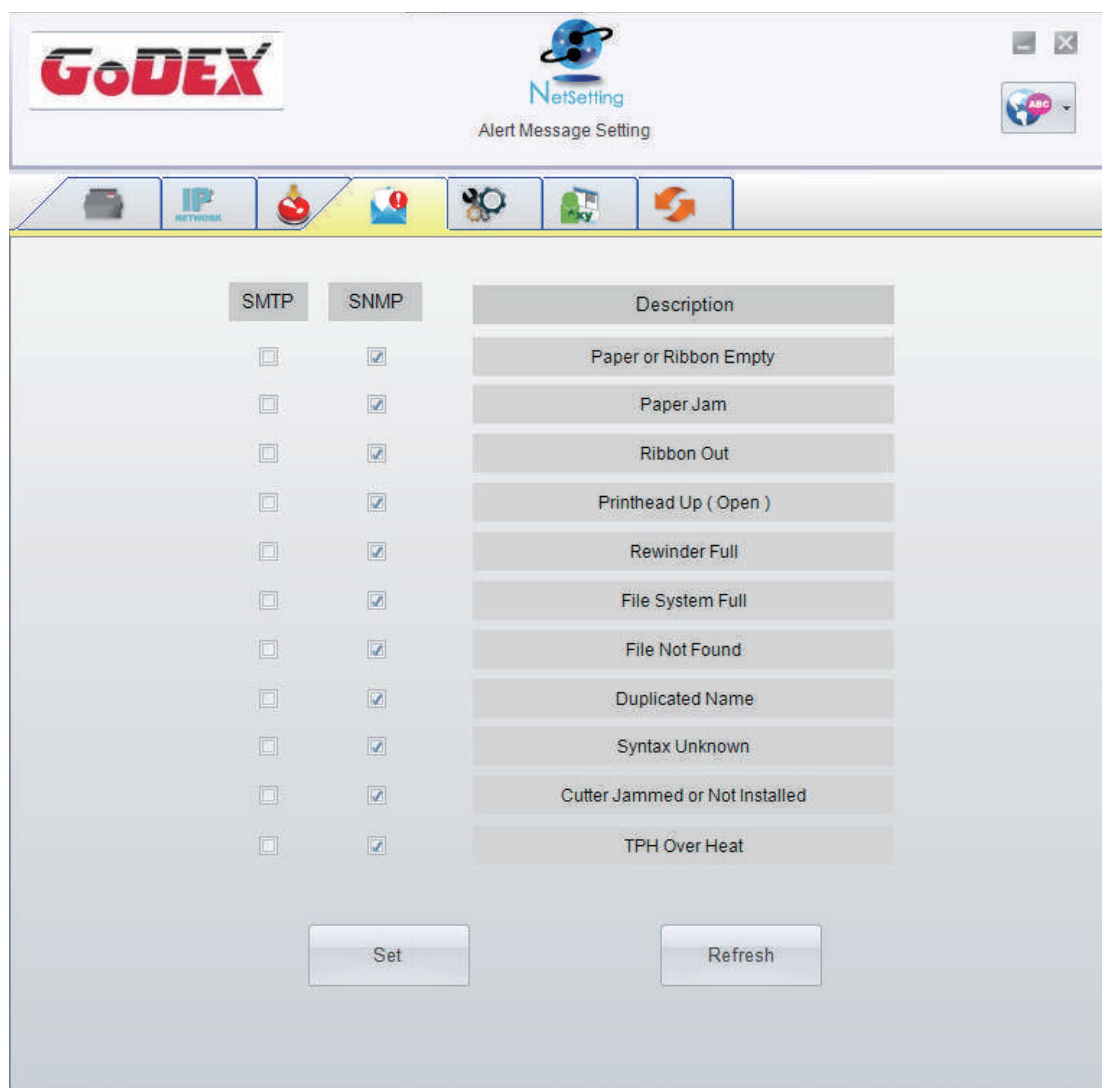 GoDEX
NetSetting
Alert Message Setting
ABC
IP
NETWORK
^xy
SMTP SNMP Description
Paper or Ribbon Empty
Paper Jam
Ribbon Out
Printhead Up ( Open )
Rewinder Full
File System Full
File Not Found
Duplicated Name
Syntax Unknown
Cutter Jammed or Not Installed
TPH Over Heat
Set Refresh